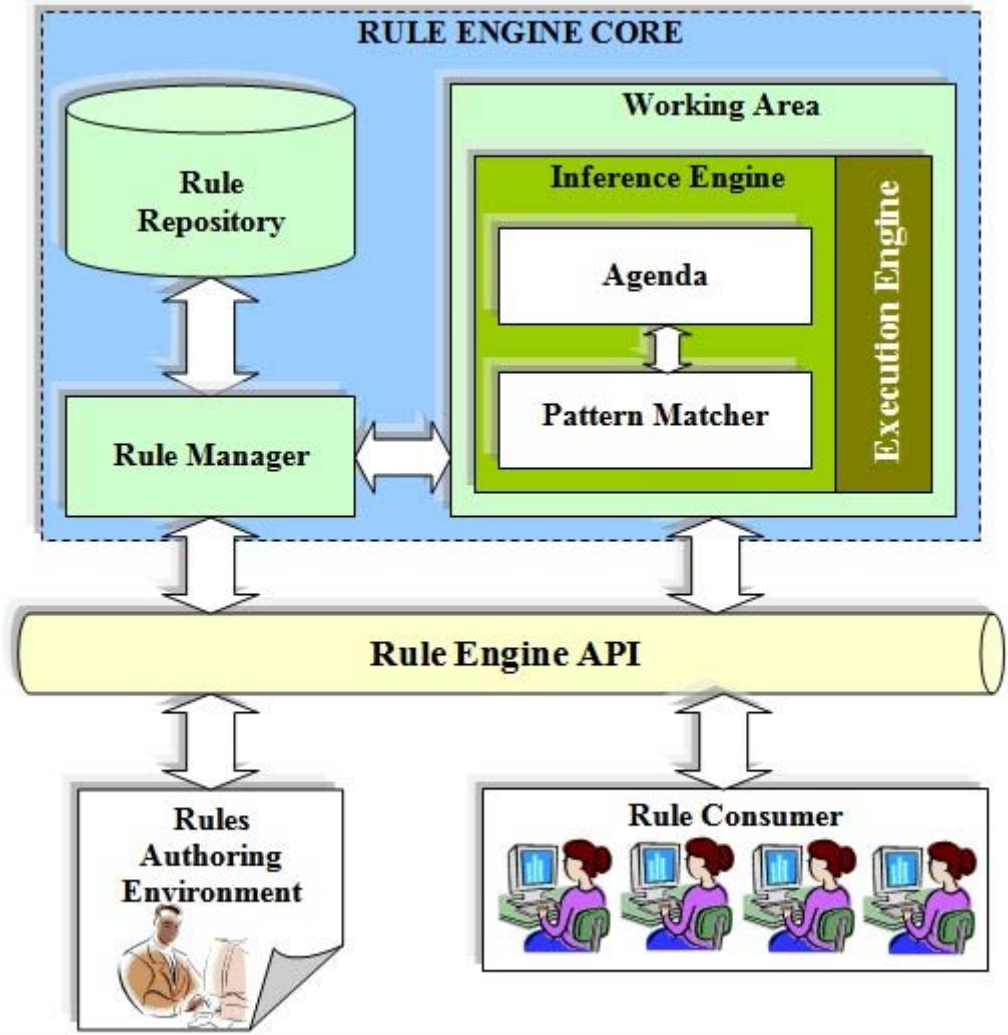 RULE ENGINE CORE
Rule
Repository
Working Area
Inference Engine
Agenda
Pattern Matcher
Execution Engine
Rule Manager
Rule Engine API
Rules
Authoring
Environment
Rule Consumer